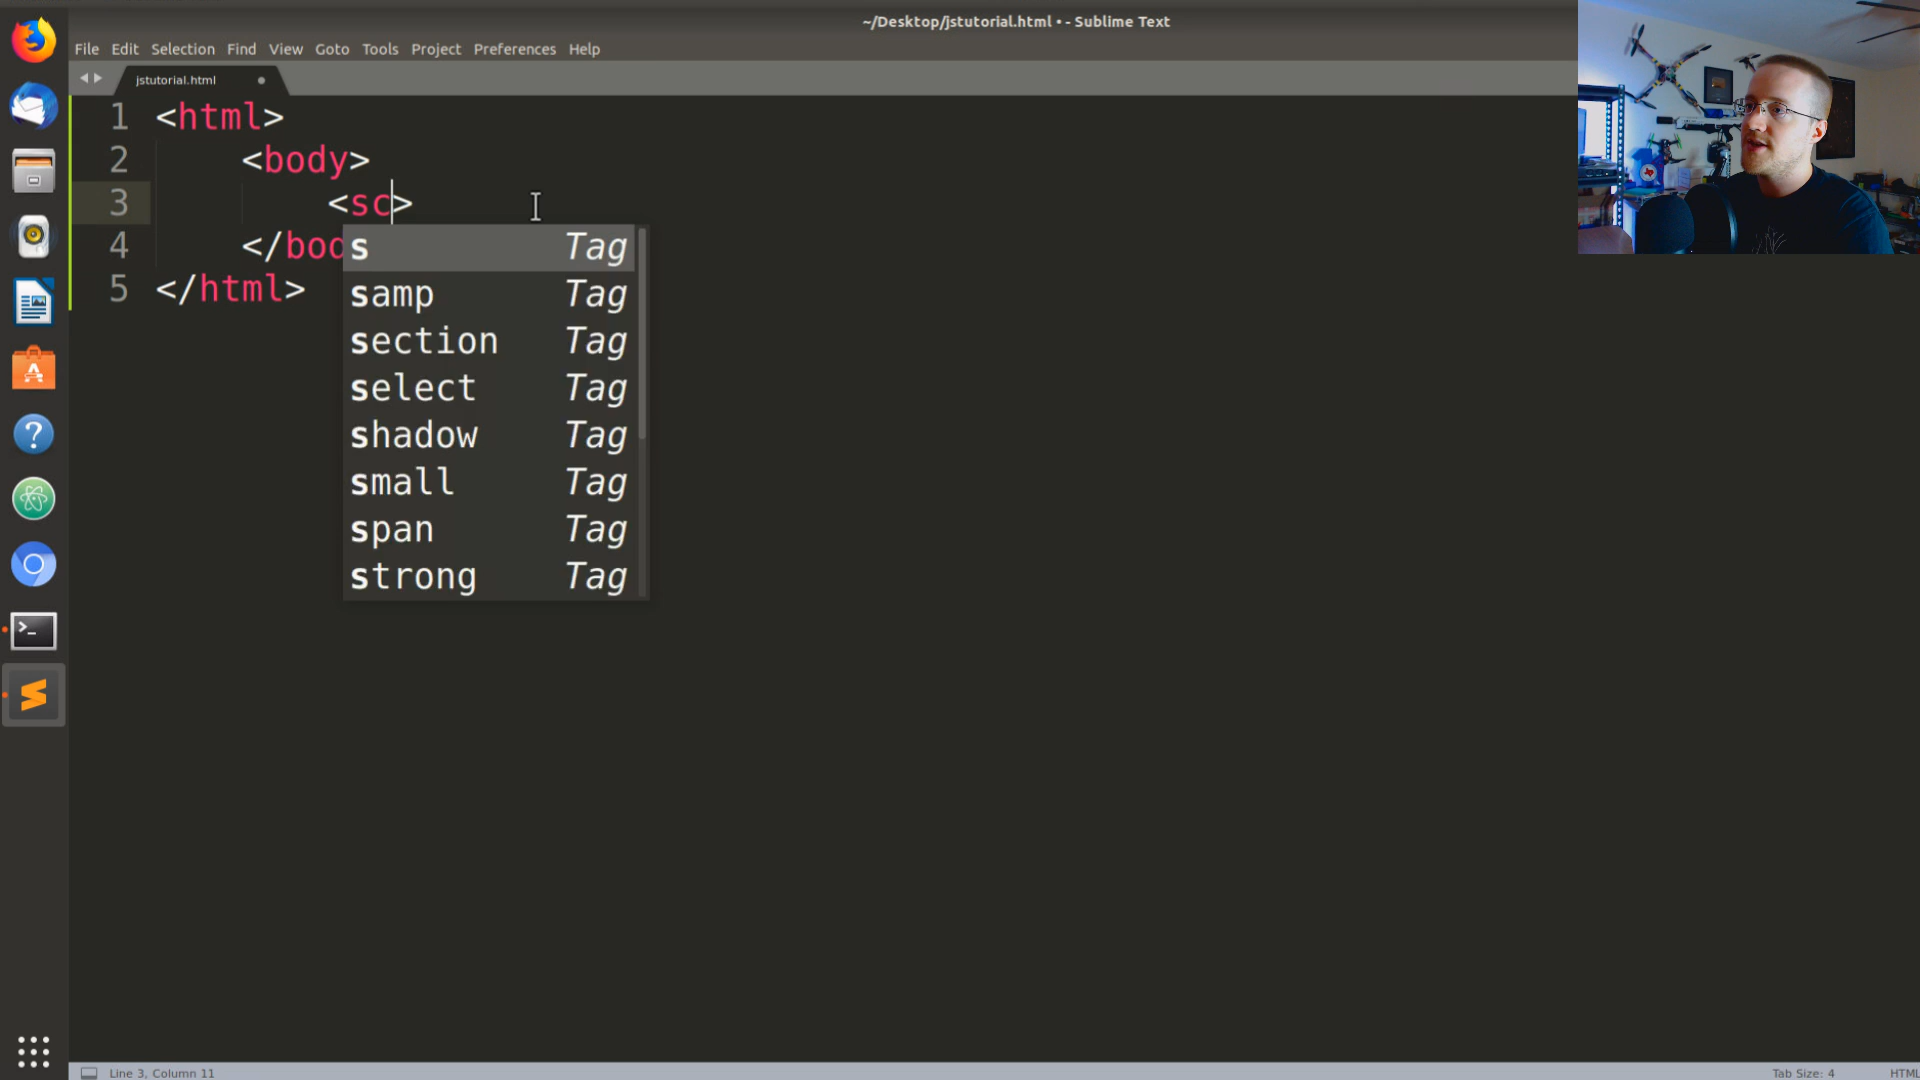 ~/Desktop/jstutorial.html • - Sublime Text
File Edit Selection Find View Goto Tools Project Preferences Help
jstutorial.html
1 <html>
2 <body>
3 <sc>
4 </bod
5 </html>
s Tag
samp Tag
section Tag
select Tag
shadow Tag
small Tag
span Tag
strong Tag
Line 3, Column 11
Tab Size: 4
HTML